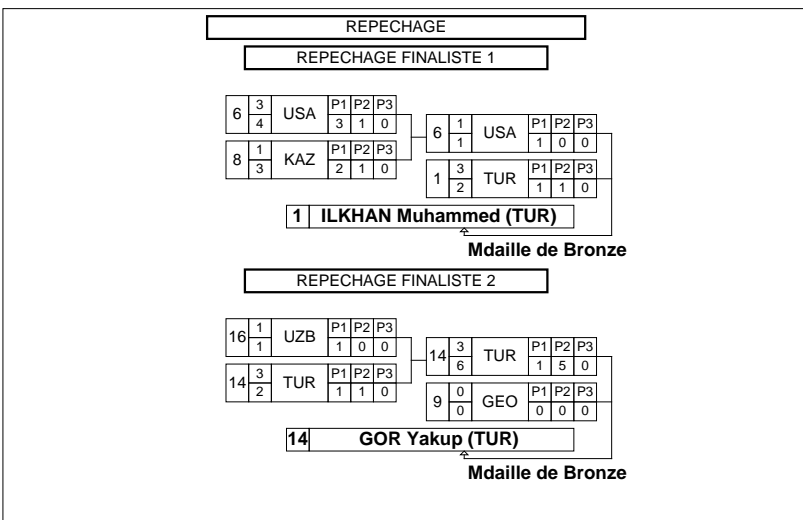 REPECHAGE
REPECHAGE FINALISTE 1
6 3 USA P1 P2 P3
4 3 1 0
8 1 KAZ P1 P2 P3
3 2 1 0
6 1 USA P1 P2 P3
1 1 0 0
1 3 TUR P1 P2 P3
2 1 1 0
1 ILKHAN Muhammed (TUR)
Mdaille de Bronze
REPECHAGE FINALISTE 2
16 1 UZB P1 P2 P3
1 1 0 0
14 3 TUR P1 P2 P3
2 1 1 0
14 3 TUR P1 P2 P3
6 1 5 0
9 0 GEO P1 P2 P3
0 0 0 0
14 GOR Yakup (TUR)
Mdaille de Bronze